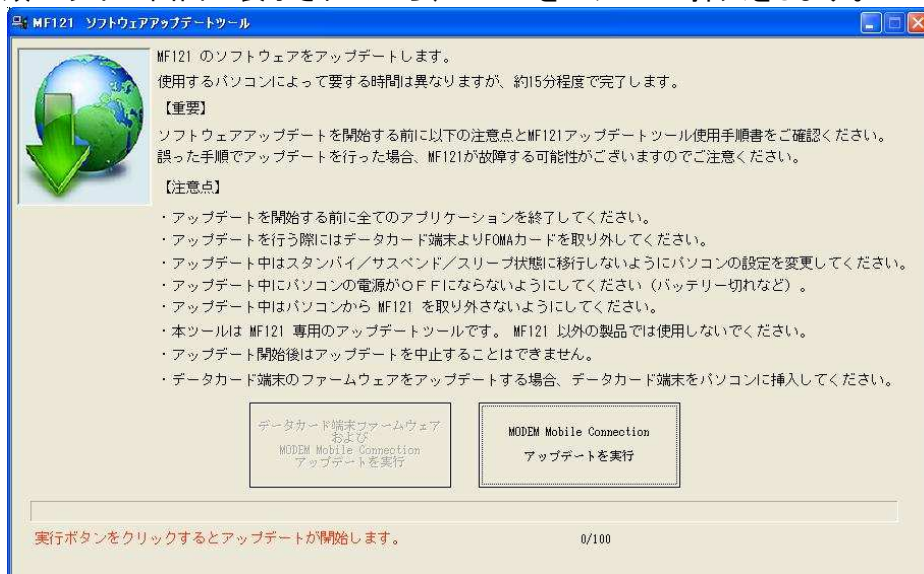 MF121 ソフトウェアアップデートツール
MF121 のソフトウェアをアップデートします。
使用するパソコンによって要する時間は異なりますが、約15分程度で完了します。
【重要】
ソフトウェアアップデートを開始する前に以下の注意点とMF121アップデートツール使用手順書をご確認ください。
誤った手順でアップデートを行った場合、MF121が故障する可能性がございますのでご注意ください。
【注意点】
・アップデートを開始する前に全てのアプリケーションを終了してください。
・アップデートを行う際にはデータカード端末よりFOMAカードを取り外してください。
・アップデート中はスタンバイ／サスペンド／スリープ状態に移行しないようにパソコンの設定を変更してください。
・アップデート中にパソコンの電源がＯＦＦにならないようにしてください（バッテリー切れなど）。
・アップデート中はパソコンから MF121 を取り外さないようにしてください。
・本ツールは MF121 専用のアップデートツールです。 MF121 以外の製品では使用しないでください。
・アップデート開始後はアップデートを中止することはできません。
・データカード端末のファームウェアをアップデートする場合、データカード端末をパソコンに挿入してください。
データカード端末ファームウェア
および
MODEM Mobile Connection
アップデートを実行
MODEM Mobile Connection
アップデートを実行
実行ボタンをクリックするとアップデートが開始します。
0/100